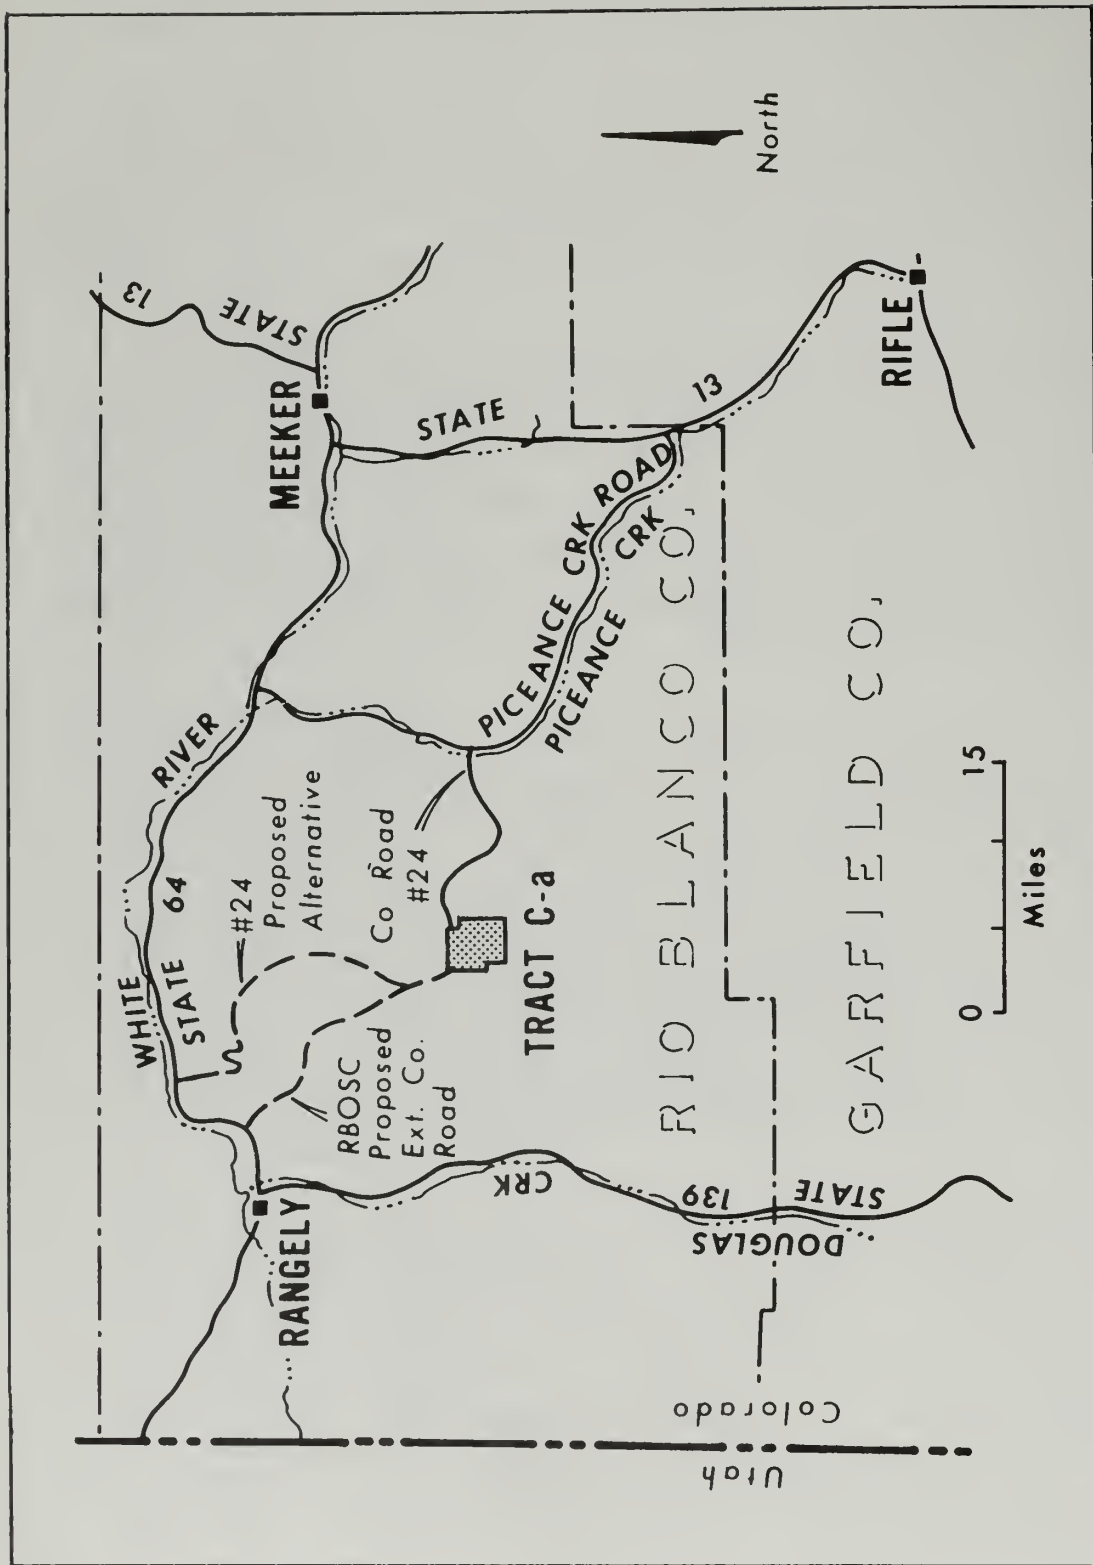 13
STATE
MEEKER
North
RIVER
WHITE
STATE 64
#24
Proposed
Alternative
Co Road
#24
STATE
13
RIFLE
PICEANCE CRK ROAD
PICEANCE CRK
RANGELY
RBOSC
Proposed
Ext. Co.
Road
TRACT C-a
CRK
DOUGLAS
139
STATE
RIO BLANCO CO.
GARFIELD CO.
Utah
Colorado
0 15
Miles